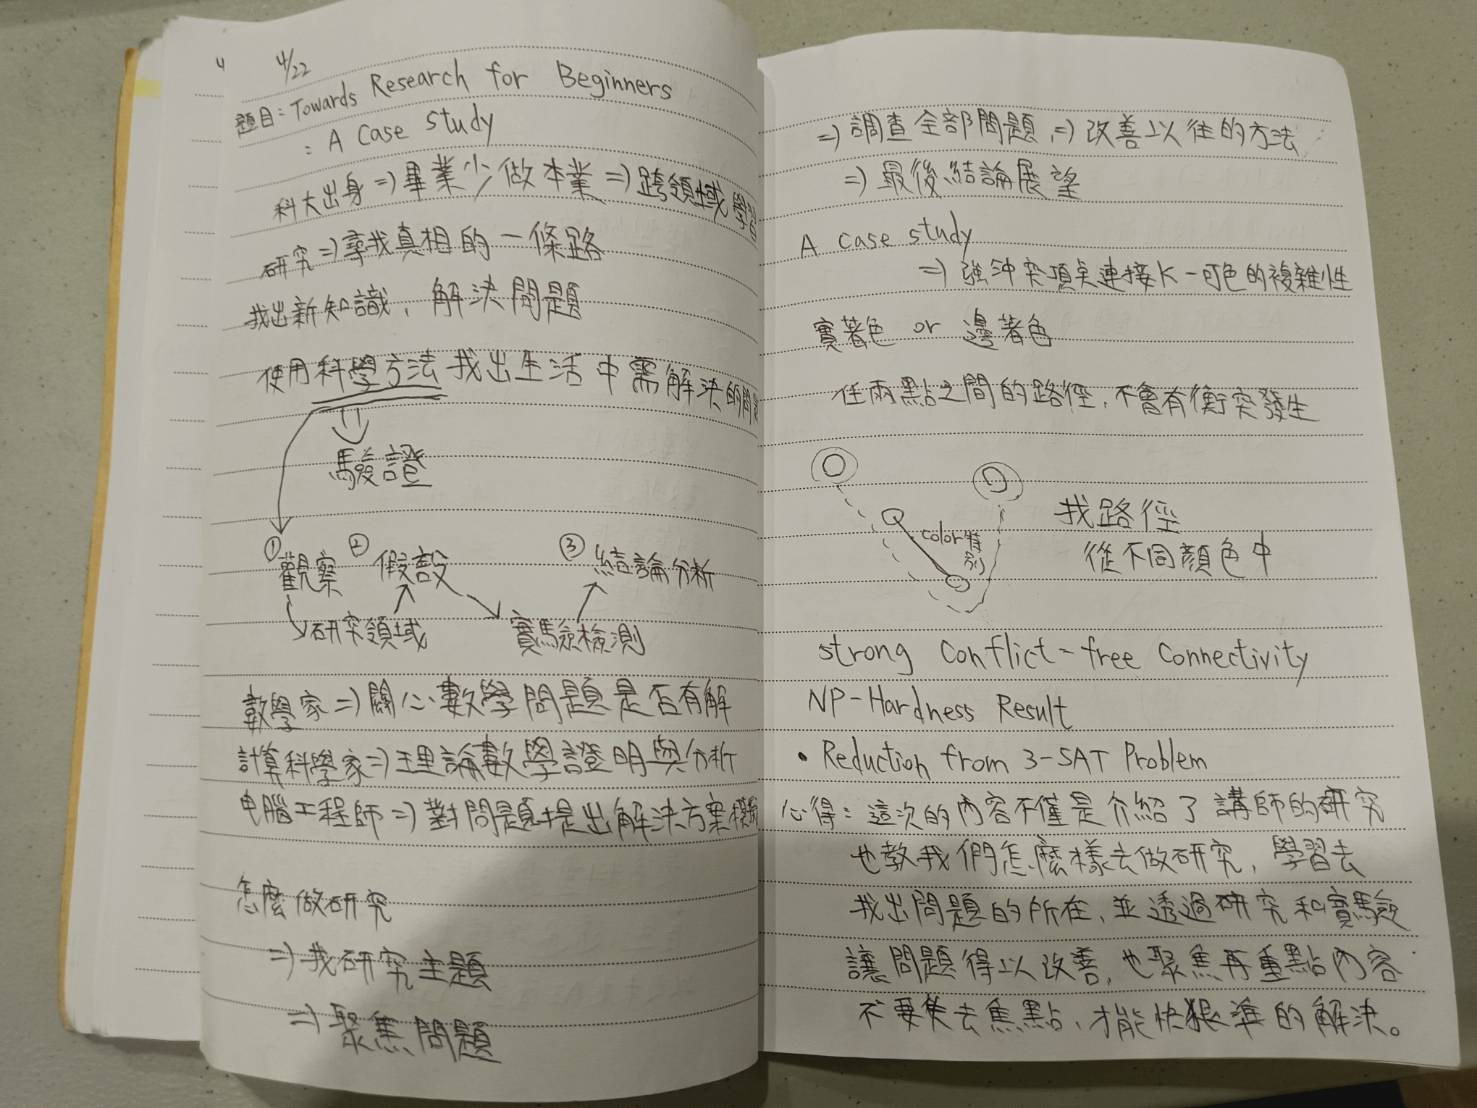 4/22
題目：Towards Research for Beginners
: A Case study
科大出身 => 畢業少做本業 => 跨領域學習
研究 => 尋找真相的一條路
找出新知識，解決問題
使用科學方法找出生活中需解決的問
驗證
① 觀察 ② 假設 ③ 結論分析
研究領域 實驗檢測
數學家 => 關心數學問題是否有解
計算科學家 => 理論數學證明與分析
电腦工程師 => 對問題提出解決方案
怎麼做研究
=> 找研究主題
=> 聚焦問題
=> 調查全部問題 => 改善以往的方法
=> 最後結論展望
A case study
=> 強沖突項點連接K-可色的複雜性
實著色 or 邊著色
任兩點之間的路徑，不會有衝突發生
color特別
找路徑
從不同顏色中
strong Conflict-free Connectivity
NP-Hardness Result
• Reduction from 3-SAT Problem
心得：這次的內容不僅是介紹了講師的研究
也教我們怎麼樣去做研究，學習去
找出問題的所在，並透過研究和實驗
讓問題得以改善，也聚焦再重點內容
不要失去焦點，才能快狠準的解決。